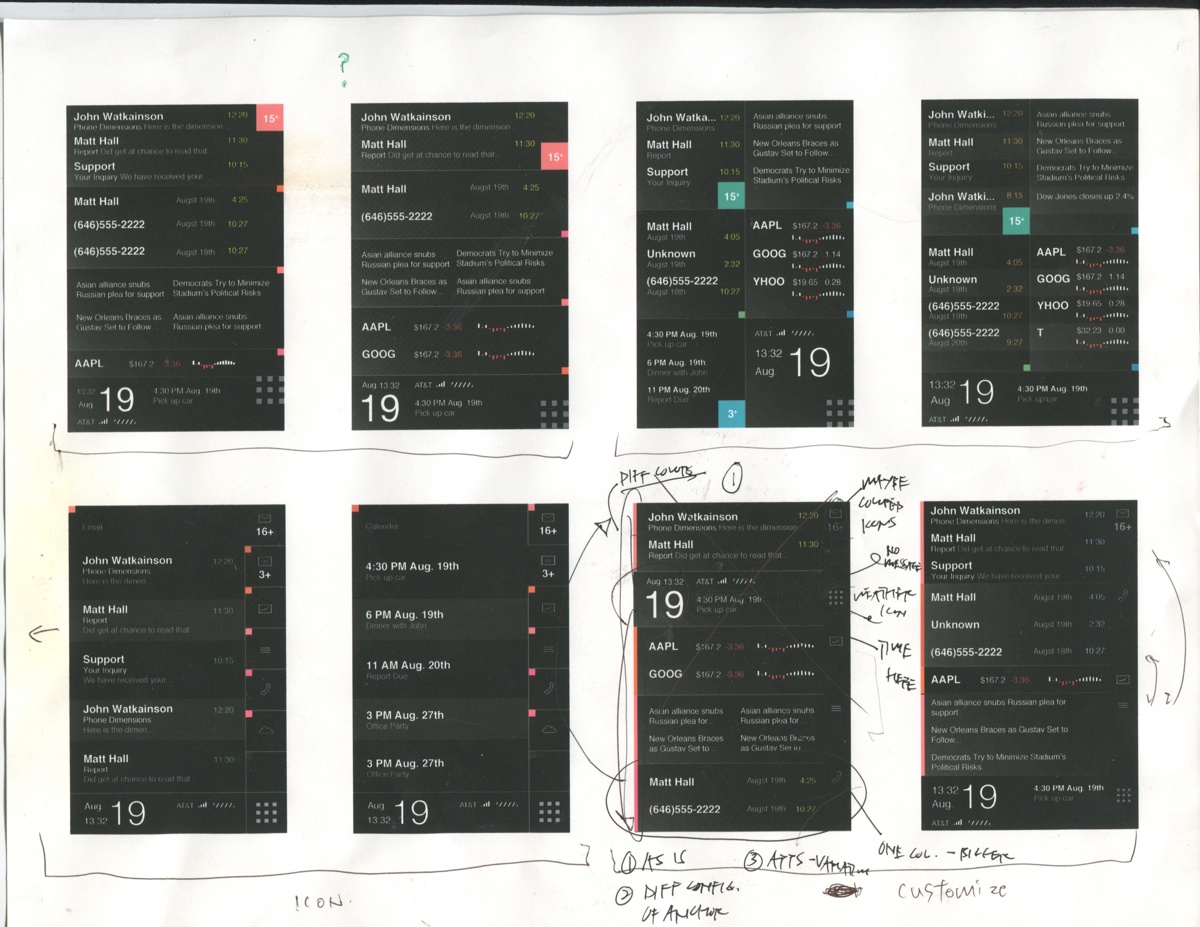 ?
John Watkainson 12:20
Phone Dimensions Here is the dimension
15+
Matt Hall 11:30
Report Did get at chance to read that...
Support 10:15
Your Inquiry We have received your...
Matt Hall August 19th 4:25
(646)555-2222 August 19th 10:27
(646)555-2222 August 19th 10:27
Asian alliance snubs
Russian plea for support
Democrats Try to Minimize
Stadium's Political Risks
New Orleans Braces as
Gustav Set to Follow...
Asian alliance snubs
Russian plea for support
AAPL $167.2 -3.36
13:32
Aug. 19
4:30 PM Aug. 19th
Pick up car
AT&T
John Watkainson 12:20
Phone Dimensions Here is the dimension
Matt Hall 11:30
Report Did get at chance to read that...
15+
Matt Hall Augst 19th 4:25
(646)555-2222 Augst 19th 10:27
Asian alliance snubs
Russian plea for support
Democrats Try to Minimize
Stadium's Political Risks
New Orleans Braces as
Gustav Set to Follow...
Asian alliance snubs
Russian plea for support
AAPL $167.2 -3.36
GOOG $167.2 -3.36
Aug 13:32 AT&T
19
4:30 PM Aug. 19th
Pick up car
John Watka... 12:20
Phone Dimensions
Matt Hall 11:30
Report
Support 10:15
Your Inquiry
15+
Asian alliance snubs
Russian plea for support
New Orleans Braces as
Gustav Set to Follow...
Democrats Try to Minimize
Stadium's Political Risks
Matt Hall
Augst 19th 4:05
Unknown
Augst 19th 2:32
(646)555-2222
Augst 18th 10:27
AAPL $167.2 -3.36
GOOG $167.2 1.14
YHOO $19.65 0.28
4:30 PM Aug. 19th
Pick up car
6 PM Aug. 19th
Dinner with John
11 PM Aug. 20th
Report Due
3+
AT&T
13:32
Aug. 19
John Watki... 12:20
Phone Dimensions
Matt Hall 11:30
Report
Support 10:15
Your Inquiry
John Watki... 8:15
Phone Dimensions
15+
Asian alliance snubs
Russian plea for support
New Orleans Braces as
Gustav Set to Follow...
Democrats Try to Minimize
Stadium's Political Risks
Dow Jones closes up 2.4%
Matt Hall
Augst 19th 4:05
Unknown
Augst 19th 2:32
(646)555-2222
Augst 19th 10:27
(646)555-2222
Augst 20th 9:27
AAPL $167.2 -3.36
GOOG $167.2 1.14
YHOO $19.65 0.28
T $32.23 0.00
13:32
Aug. 19
4:30 PM Aug. 19th
Pick up car
AT&T
Email
16+
John Watkainson 12:20
Phone Dimensions
Here is the dimen...
3+
Matt Hall 11:30
Report
Did get at chance to read that
Support 10:15
Your Inquiry
We have received your...
John Watkainson 12:20
Phone Dimensions
Here is the dimen...
Matt Hall 11:30
Report
Did get at chance to read that...
Aug. 19
13:32
AT&T
Calender
16+
4:30 PM Aug. 19th
Pick up car
3+
6 PM Aug. 19th
Dinner with John
11 AM Aug. 20th
Report Due
3 PM Aug. 27th
Office Party
3 PM Aug. 27th
Office Party
Aug. 19
13:32
AT&T
DIFF
1
MAYBE
ICONS
NO
MESSAGE
WEATHER
ICON
TIME
HERE
John Watkainson 12:20
Phone Dimensions Here is the dimension
16+
Matt Hall 11:30
Report Did get at chance to read that...
Aug 13:32 AT&T
19
4:30 PM Aug. 19th
Pick up car
AAPL $167.2 -3.36
GOOG $167.2 -3.36
Asian alliance snubs
Russian plea for...
Asian alliance snubs
Russian plea for...
New Orleans Braces
as Gustav Set to...
New Orleans Braces
as Gustav Set to...
Matt Hall Augst 19th 4:25
(646)555-2222 Augst 19th 10:27
John Watkainson 12:20
Phone Dimensions Here is the dimen.
16+
Matt Hall 11:30
Report Did get at chance to read that...
Support 10:15
Your Inquiry We have received your
Matt Hall Augst 19th 4:05
Unknown Augst 19th 2:32
(646)555-2222 Augst 18th 10:27
AAPL $167.2 -3.36
Asian alliance snubs Russian plea for
support
New Orleans Braces as Gustav Set to
Follow...
Democrats Try to Minimize Stadium's
Political Risks
13:32
Aug. 19
4:30 PM Aug. 19th
Pick up car
AT&T
ICON.
1 AS IS
2 DIFF CONFIG.
OF ANCHOR
3 APPS -
ONE COL. - BIGGER
customize